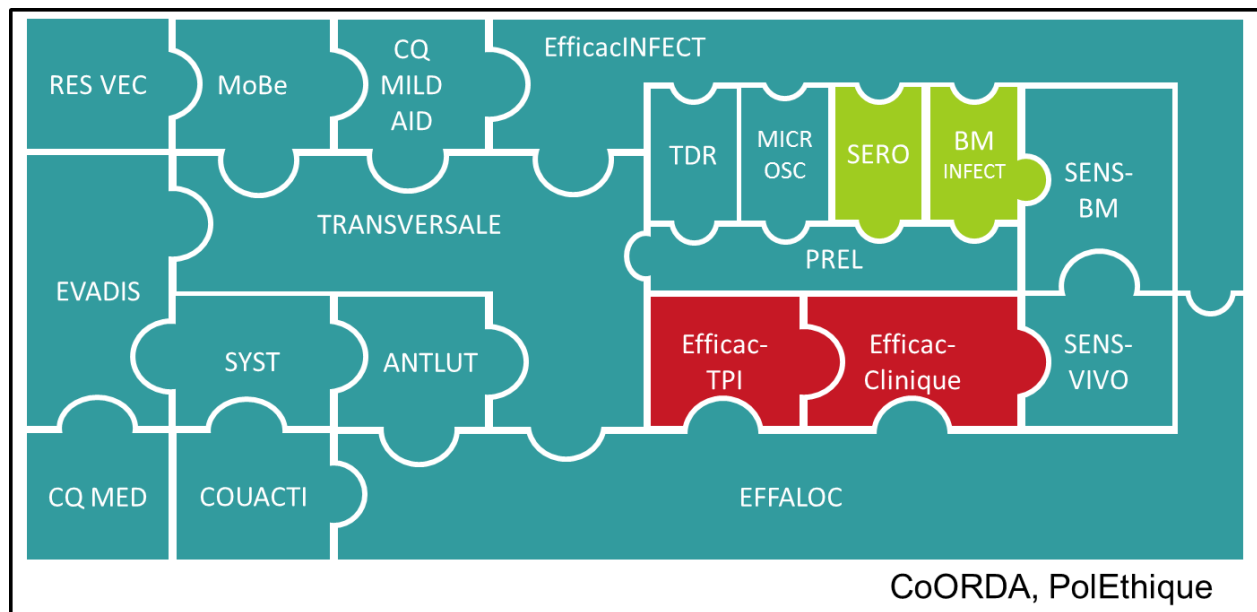 RES VEC
MoBe
CQ
MILD
AID
EfficacINFECT
TDR
MICR
OSC
SERO
BM
INFECT
SENS-
BM
TRANSVERSALE
PREL
EVADIS
SYST
ANTLUT
Efficac-
TPI
Efficac-
Clinique
SENS-
VIVO
CQ MED
COUACTI
EFFALOC
CoORDA, PolEthique